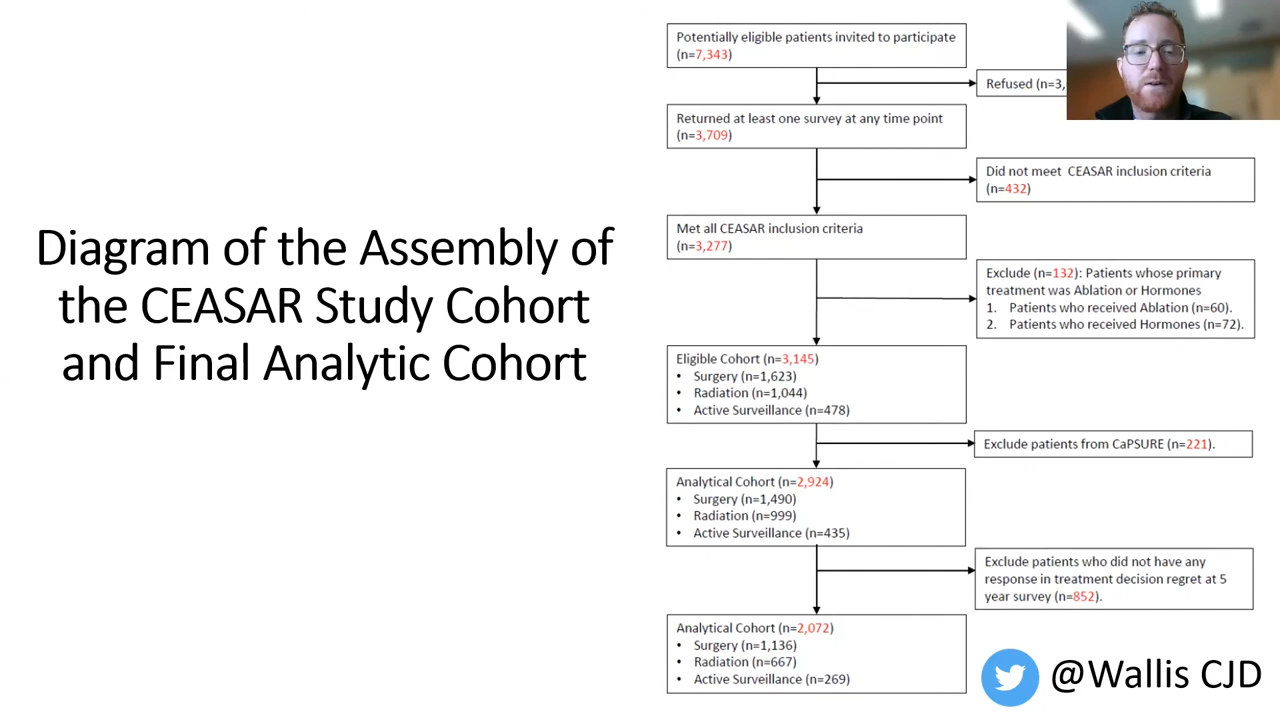 Diagram of the Assembly of
the CEASAR Study Cohort
and Final Analytic Cohort
Potentially eligible patients invited to participate
(n=7,343)
Refused (n=3,
Returned at least one survey at any time point
(n=3,709)
Did not meet CEASAR inclusion criteria
(n=432)
Met all CEASAR inclusion criteria
(n=3,277)
Exclude (n=132): Patients whose primary
treatment was Ablation or Hormones
1. Patients who received Ablation (n=60).
2. Patients who received Hormones (n=72).
Eligible Cohort (n=3,145)
• Surgery (n=1,623)
• Radiation (n=1,044)
• Active Surveillance (n=478)
Exclude patients from CaPSURE (n=221).
Analytical Cohort (n=2,924)
• Surgery (n=1,490)
• Radiation (n=999)
• Active Surveillance (n=435)
Exclude patients who did not have any
response in treatment decision regret at 5
year survey (n=852).
Analytical Cohort (n=2,072)
• Surgery (n=1,136)
• Radiation (n=667)
• Active Surveillance (n=269)
@Wallis CJD